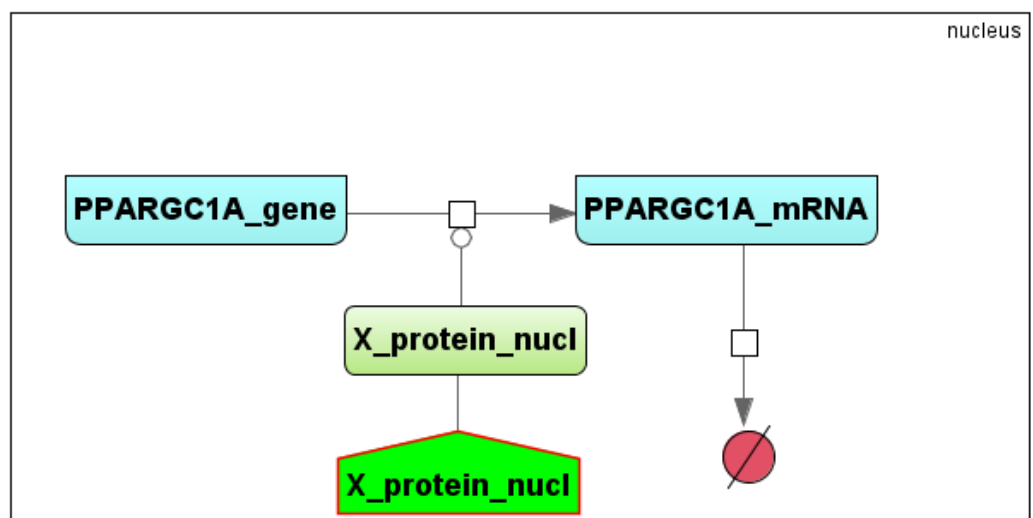 nucleus
PPARGC1A_gene
PPARGC1A_mRNA
X_protein_nucl
X_protein_nucl